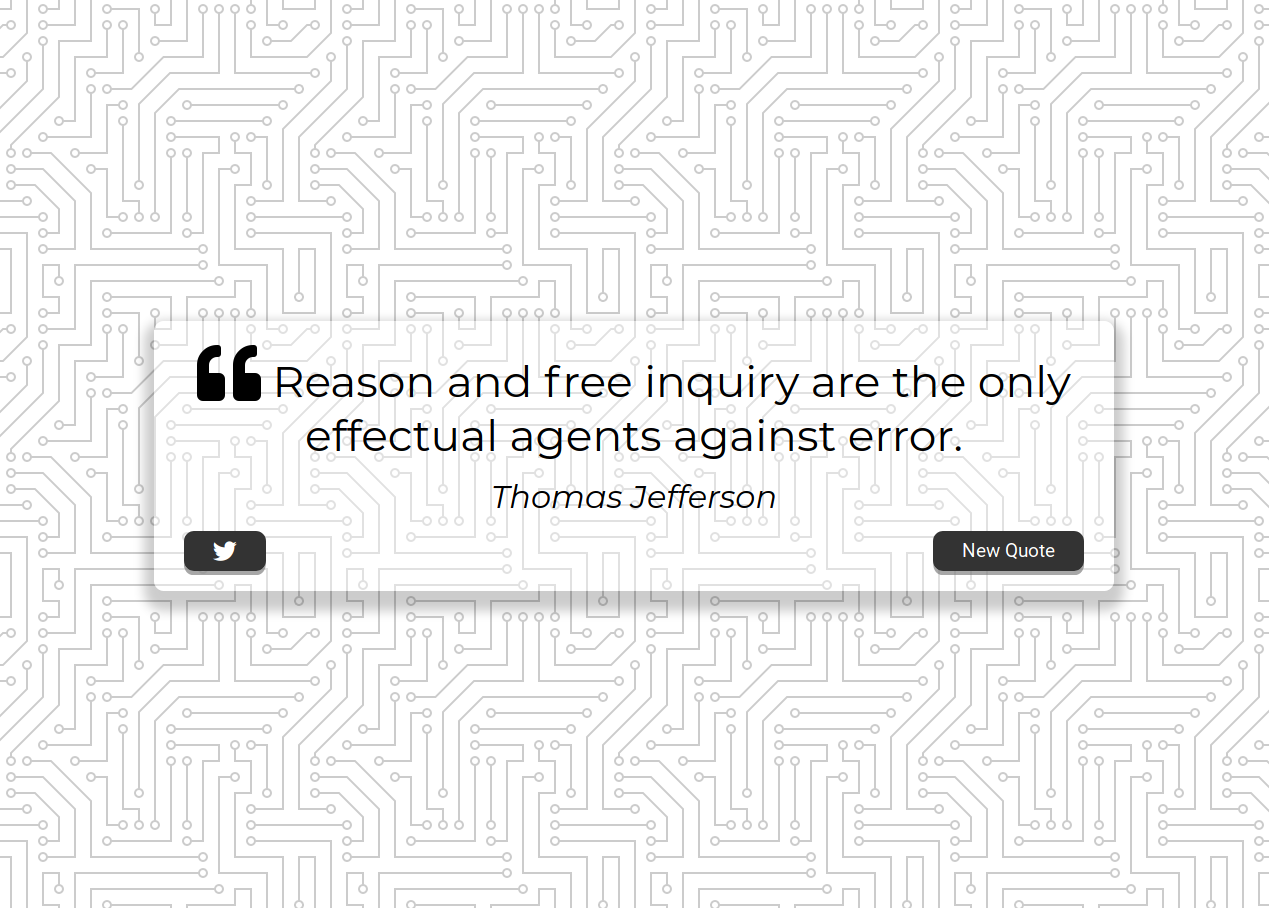 Reason and free inquiry are the only
effectual agents against error.
Thomas Jefferson
New Quote